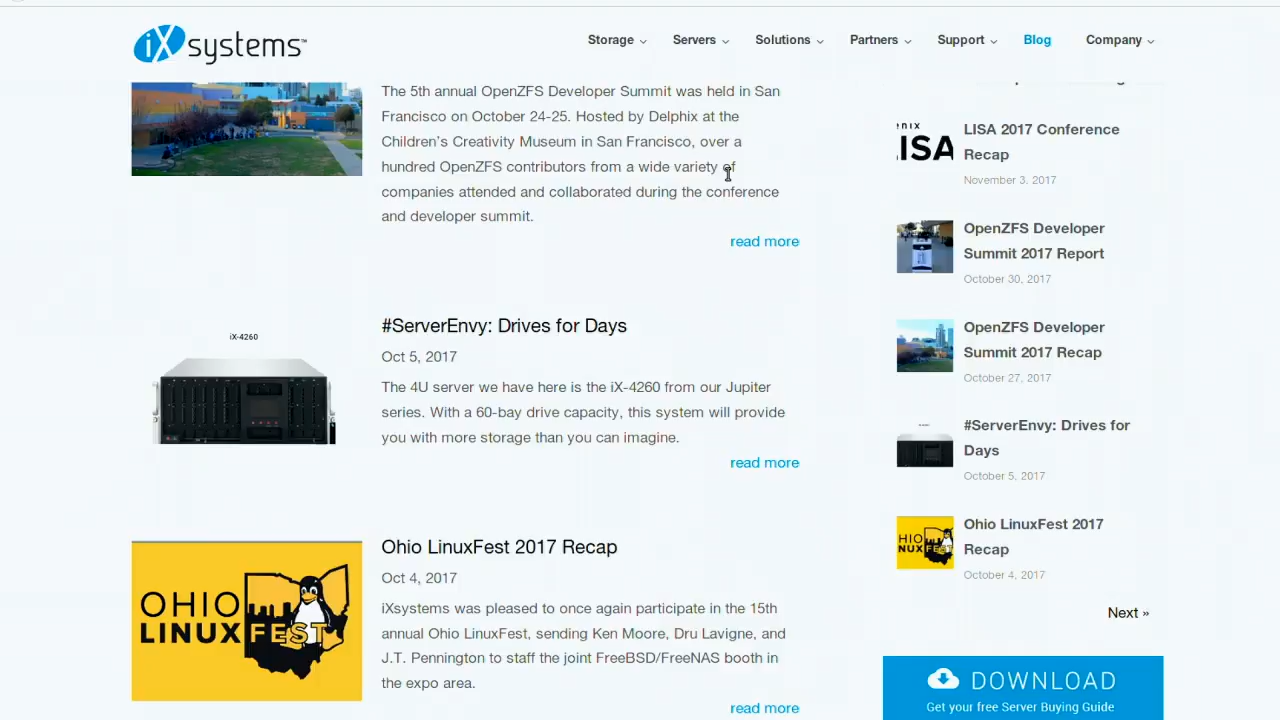 iXsystems™
Storage
Servers
Solutions
Partners
Support
Blog
Company
The 5th annual OpenZFS Developer Summit was held in San
Francisco on October 24-25. Hosted by Delphix at the
Children's Creativity Museum in San Francisco, over a
hundred OpenZFS contributors from a wide variety of
companies attended and collaborated during the conference
and developer summit.
read more
iX-4260
#ServerEnvy: Drives for Days
Oct 5, 2017
The 4U server we have here is the iX-4260 from our Jupiter
series. With a 60-bay drive capacity, this system will provide
you with more storage than you can imagine.
read more
OHIO
LINUXFEST
Ohio LinuxFest 2017 Recap
Oct 4, 2017
iXsystems was pleased to once again participate in the 15th
annual Ohio LinuxFest, sending Ken Moore, Dru Lavigne, and
J.T. Pennington to staff the joint FreeBSD/FreeNAS booth in
the expo area.
read more
LISA
LISA 2017 Conference
Recap
November 3, 2017
OpenZFS Developer
Summit 2017 Report
October 30, 2017
OpenZFS Developer
Summit 2017 Recap
October 27, 2017
#ServerEnvy: Drives for
Days
October 5, 2017
HIO
NUXFE
Ohio LinuxFest 2017
Recap
October 4, 2017
Next »
DOWNLOAD
Get your free Server Buying Guide